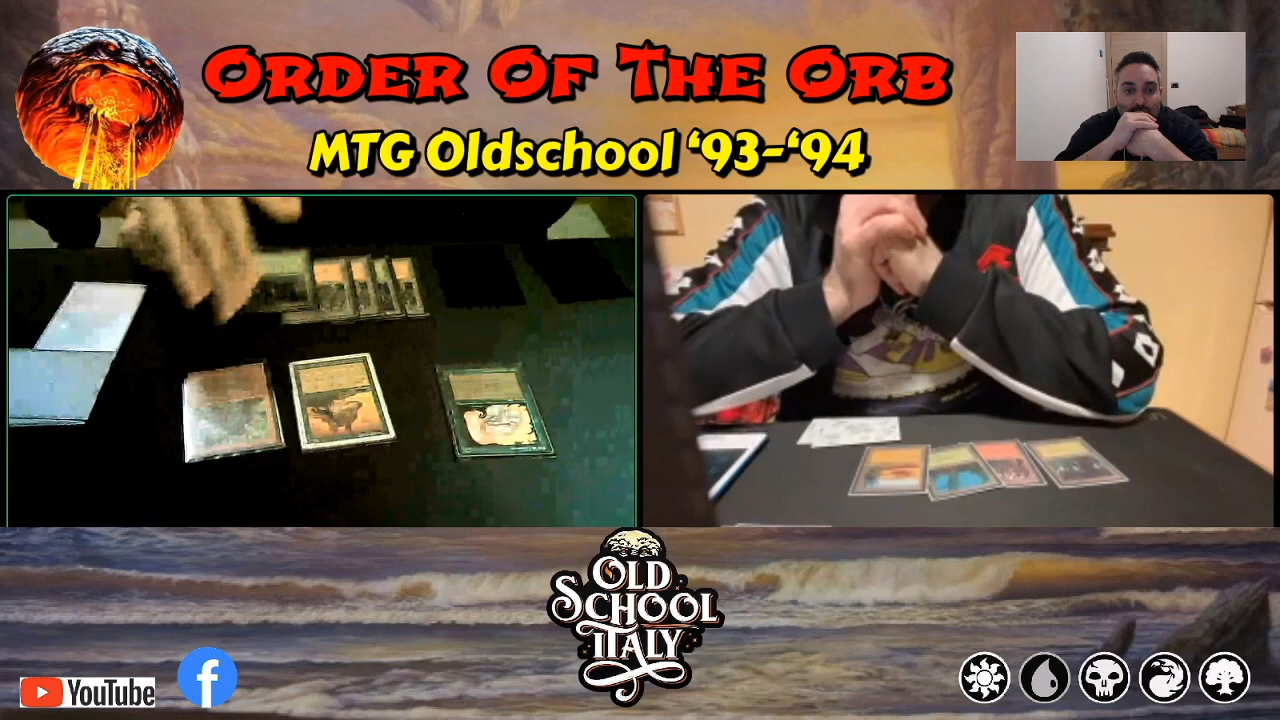 ORDER OF THE ORB
MTG Oldschool '93-'94
OLD
SCHOOL
ITALY
YouTube